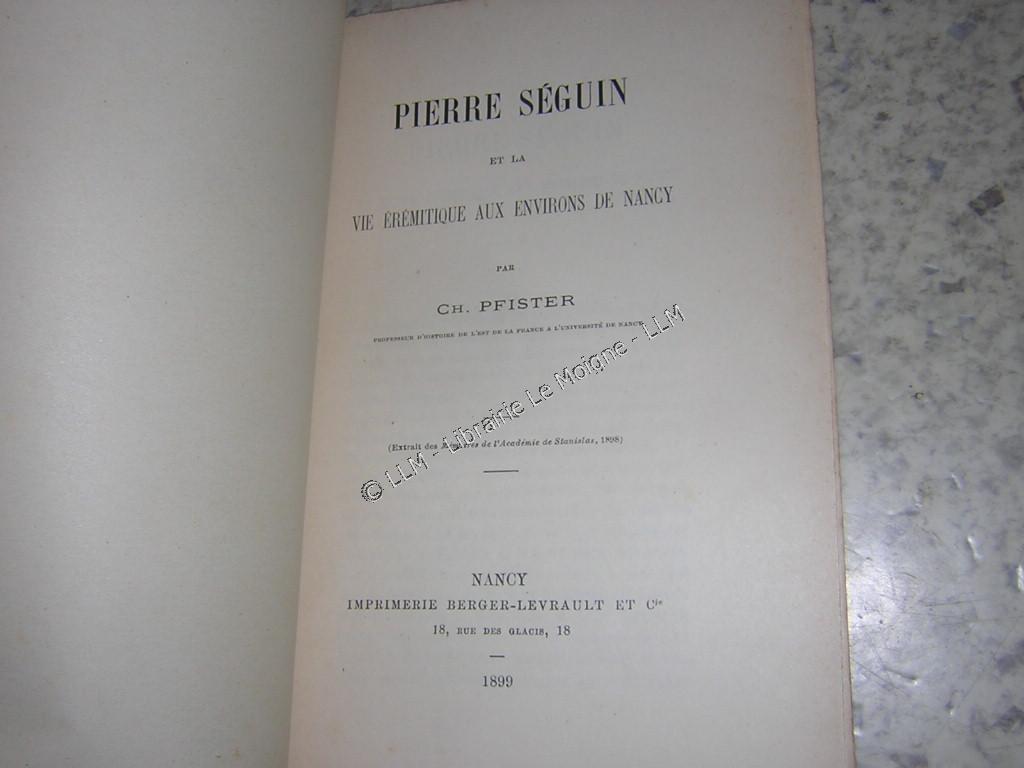 PIERRE SÉGUIN
ET LA
VIE ÉRÉMITIQUE AUX ENVIRONS DE NANCY
PAR
CH. PFISTER
PROFESSEUR D'HISTOIRE DE L'EST DE LA FRANCE A L'UNIVERSITÉ DE NANCY
(Extrait des Mémoires de l'Académie de Stanislas, 1898)
© LLM - Librairie Le Moigne - LLM
NANCY
IMPRIMERIE BERGER-LEVRAULT ET Cie
18, RUE DES GLACIS, 18
1899